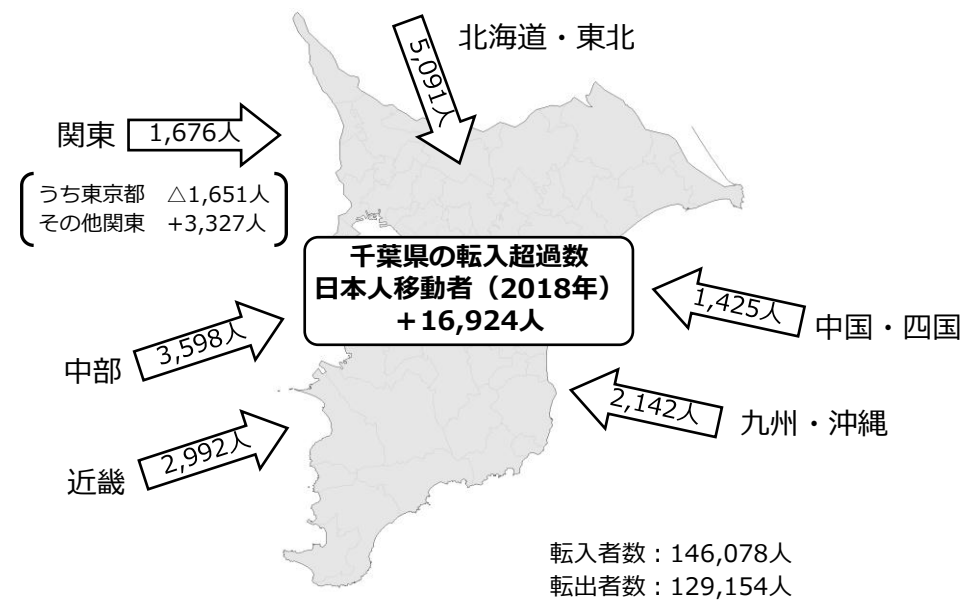 北海道・東北
5,091人
関東
1,676人
うち東京都 △1,651人
その他関東 +3,327人
千葉県の転入超過数
日本人移動者（2018年）
＋16,924人
1,425人
中国・四国
中部
3,598人
2,142人
九州・沖縄
近畿
2,992人
転入者数：146,078人
転出者数：129,154人